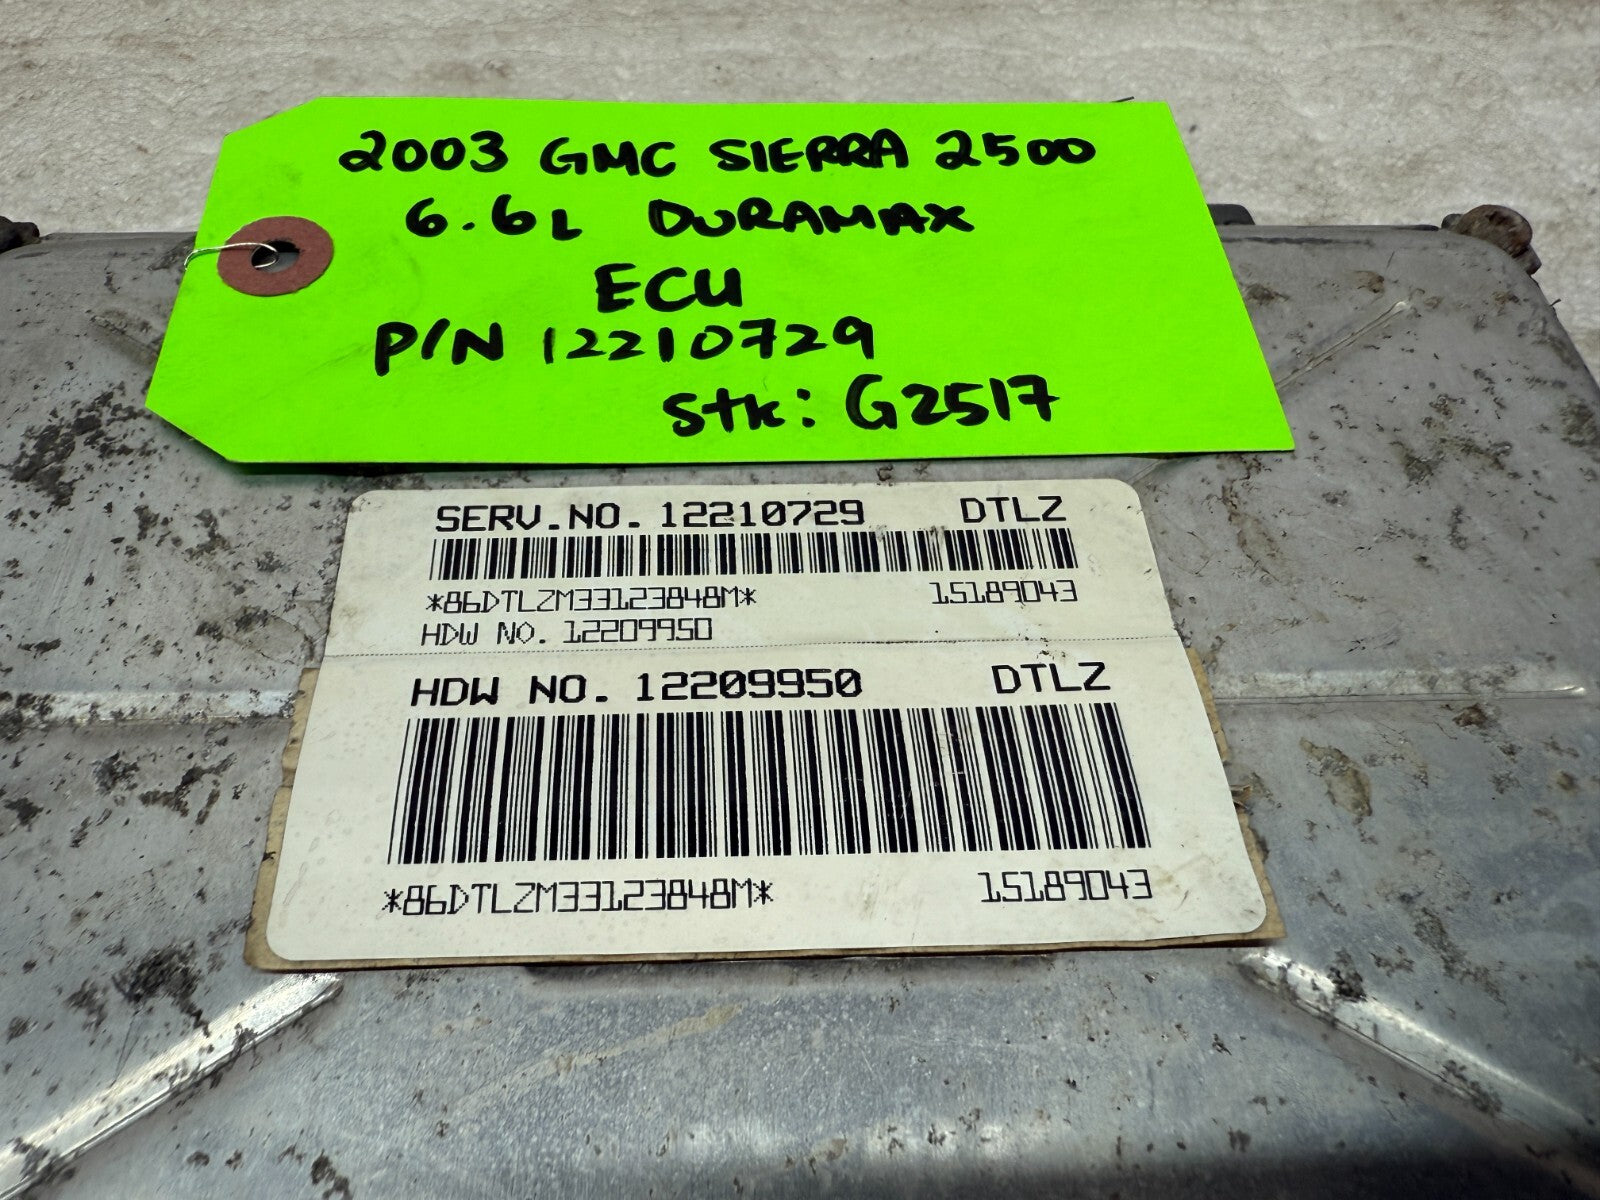 2003 GMC SIERRA 2500
6.6L DURAMAX
ECU
P/N 12210729
Stk: G2517
SERV.NO. 12210729 DTLZ
*86DTLZM33123848M* 15189043
HDW NO. 12209950
HDW NO. 12209950 DTLZ
*86DTLZM33123848M* 15189043